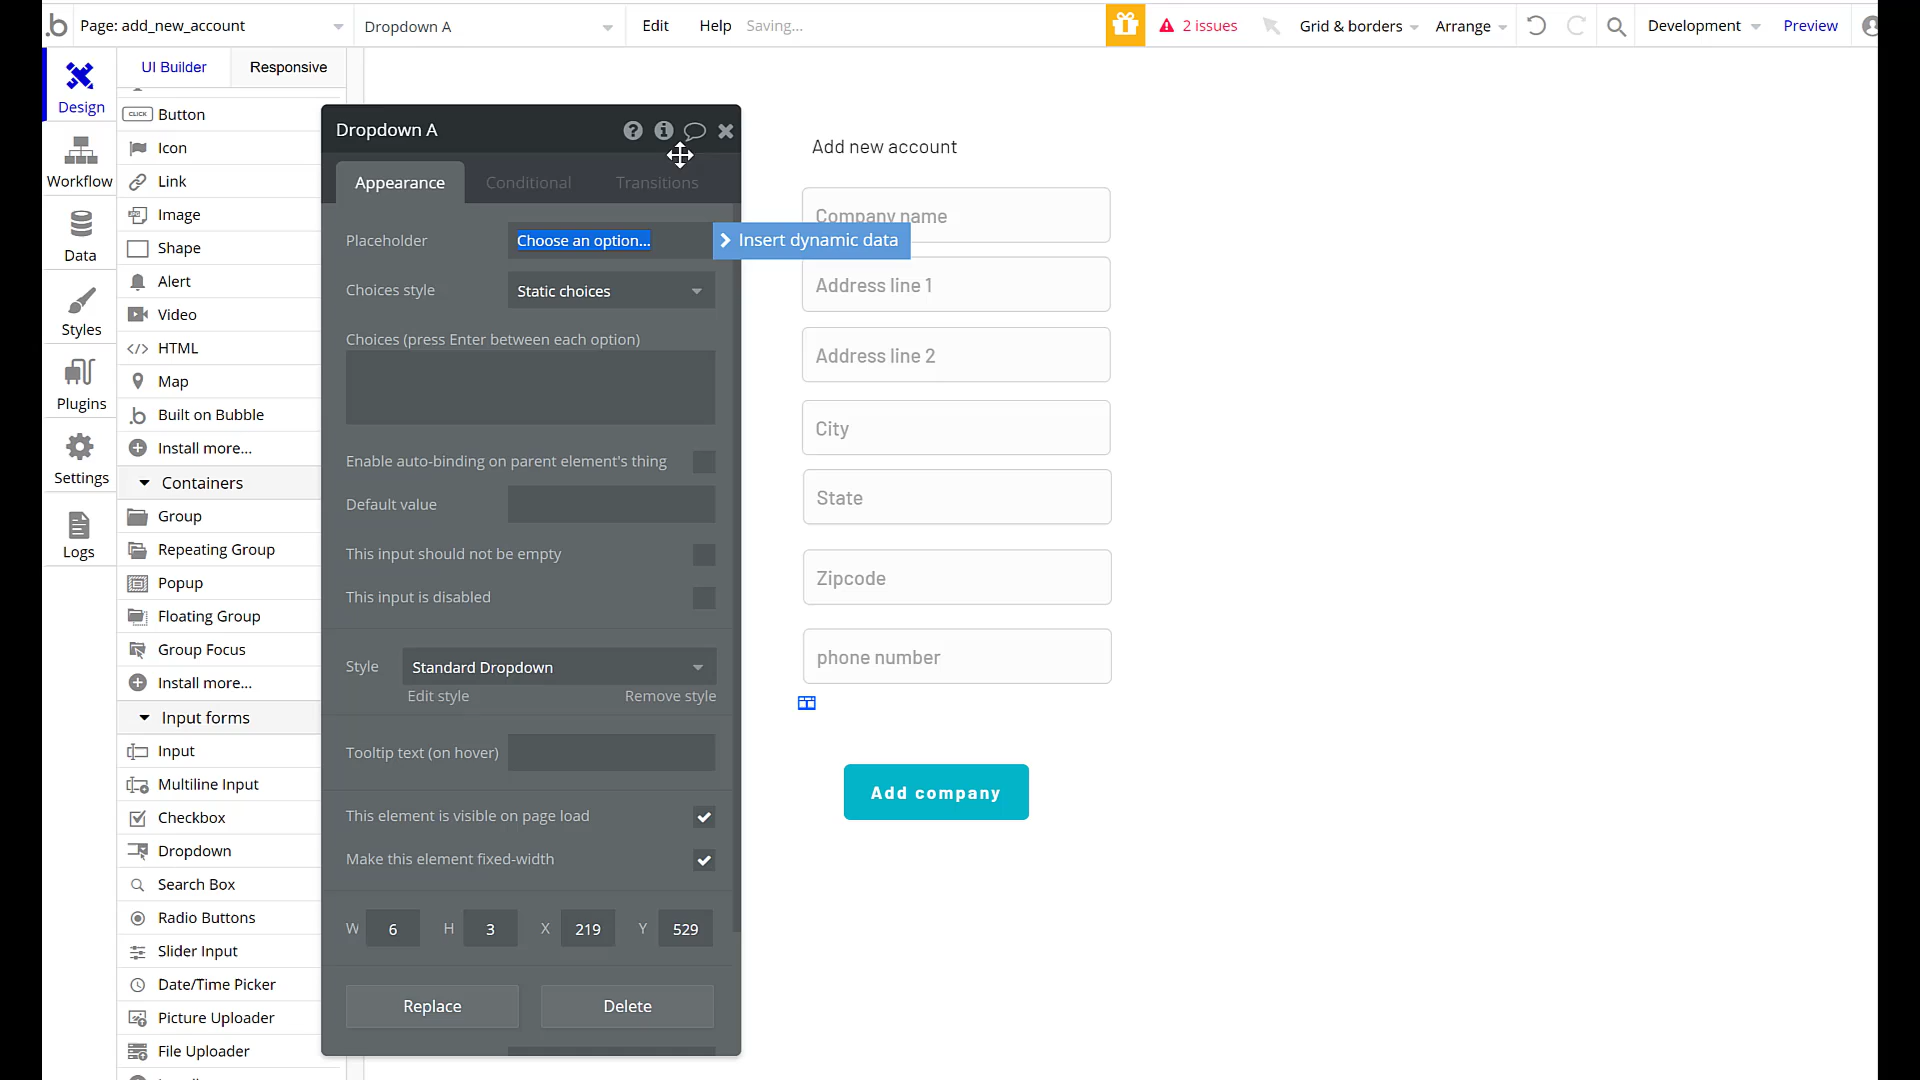 .b Page: add_new_account Dropdown A Edit Help Saving... 2 issues Grid & borders Arrange Development Preview
UI Builder Responsive
Design
Workflow
Data
Styles
Plugins
Settings
Logs
Button
Icon
Link
Image
Shape
Alert
Video
</> HTML
Map
.b Built on Bubble
Install more...
Containers
Group
Repeating Group
Popup
Floating Group
Group Focus
Install more...
Input forms
Input
Multiline Input
Checkbox
Dropdown
Search Box
Radio Buttons
Slider Input
Date/Time Picker
Picture Uploader
File Uploader
CLICK
Dropdown A
Appearance Conditional Transitions
Placeholder Choose an option... Insert dynamic data
Choices style Static choices
Choices (press Enter between each option)
Enable auto-binding on parent element's thing
Default value
This input should not be empty
This input is disabled
Style Standard Dropdown
Edit style Remove style
Tooltip text (on hover)
This element is visible on page load
Make this element fixed-width
W 6 H 3 X 219 Y 529
Replace Delete
Add new account
Company name
Address line 1
Address line 2
City
State
Zipcode
phone number
Add company